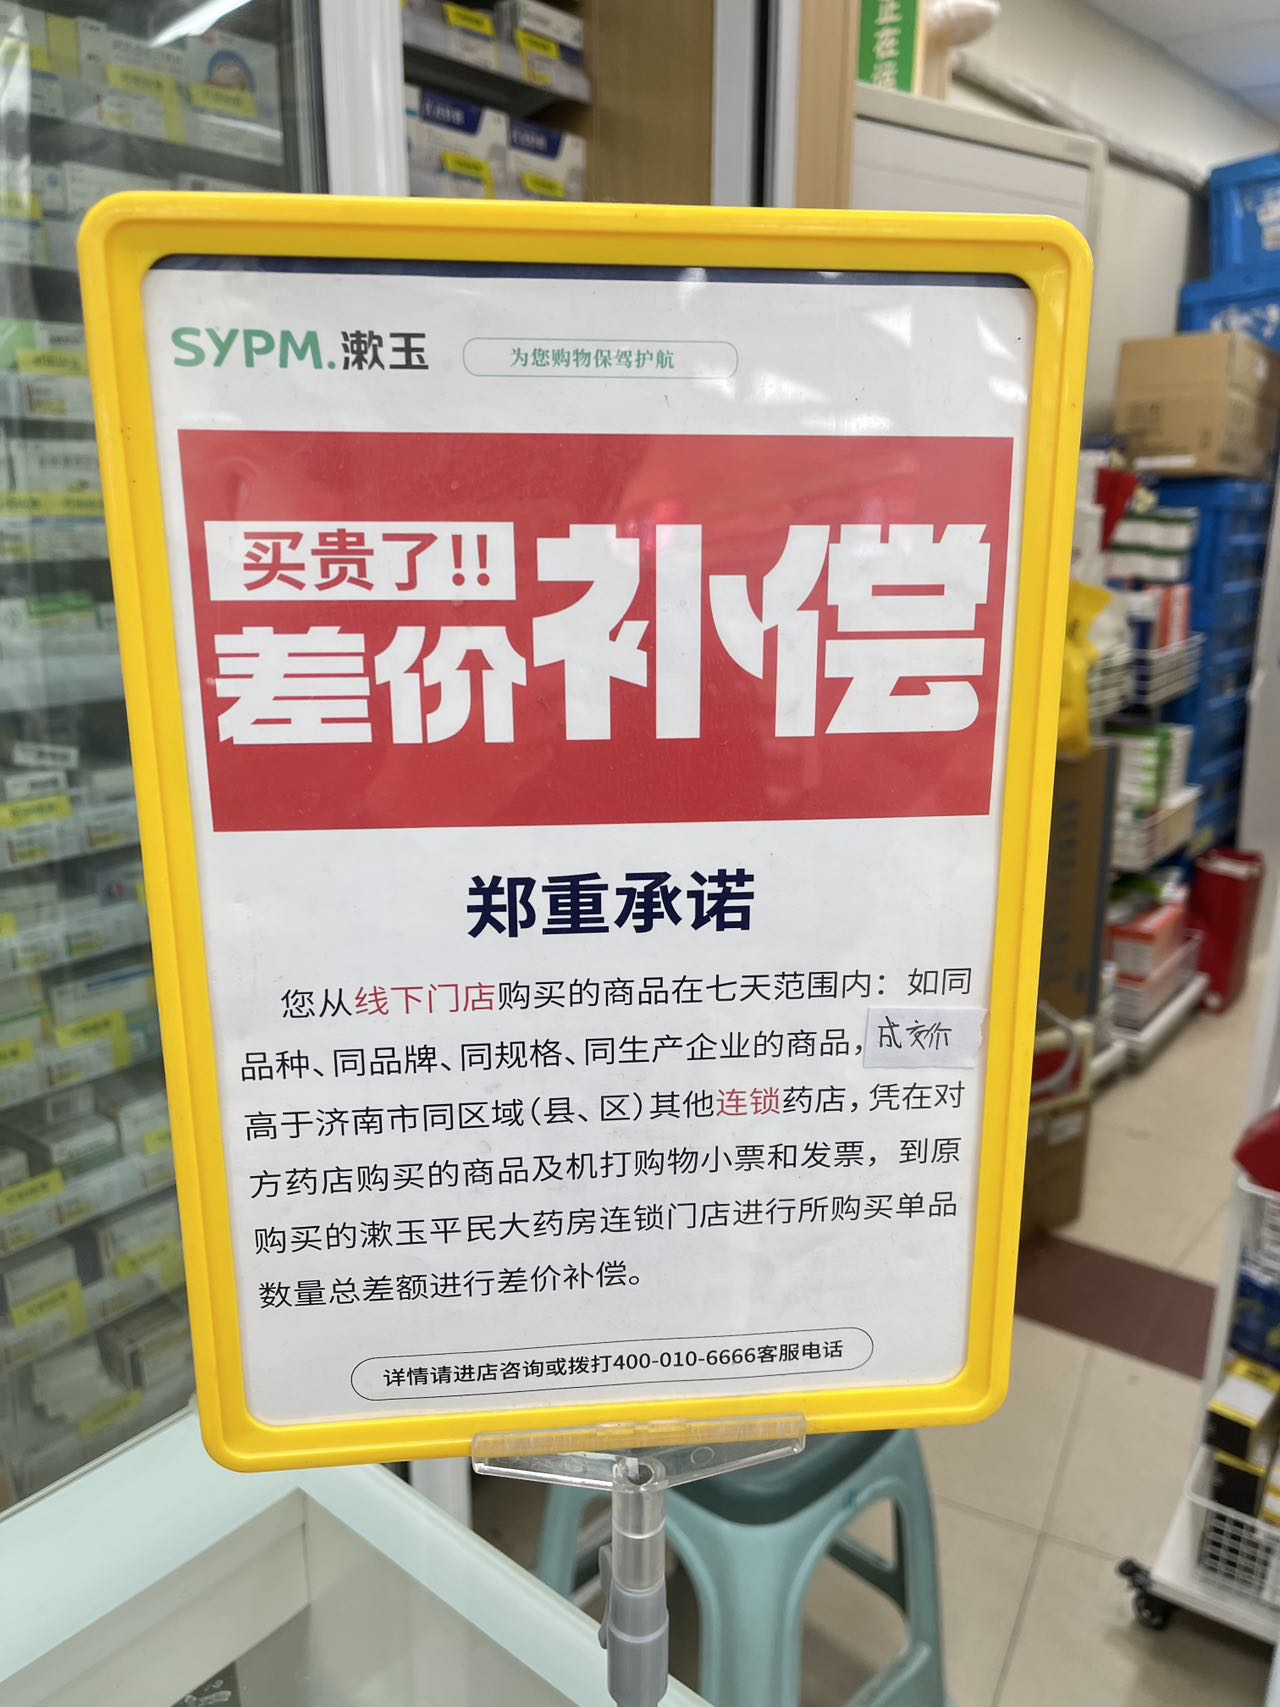 正在
SYPM.漱玉
为您购物保驾护航
买贵了!!
差价补偿
郑重承诺
您从线下门店购买的商品在七天范围内：如同
品种、同品牌、同规格、同生产企业的商品，成交价
高于济南市同区域（县、区）其他连锁药店，凭在对
方药店购买的商品及机打购物小票和发票，到原
购买的漱玉平民大药房连锁门店进行所购买单品
数量总差额进行差价补偿。
详情请进店咨询或拨打400-010-6666客服电话